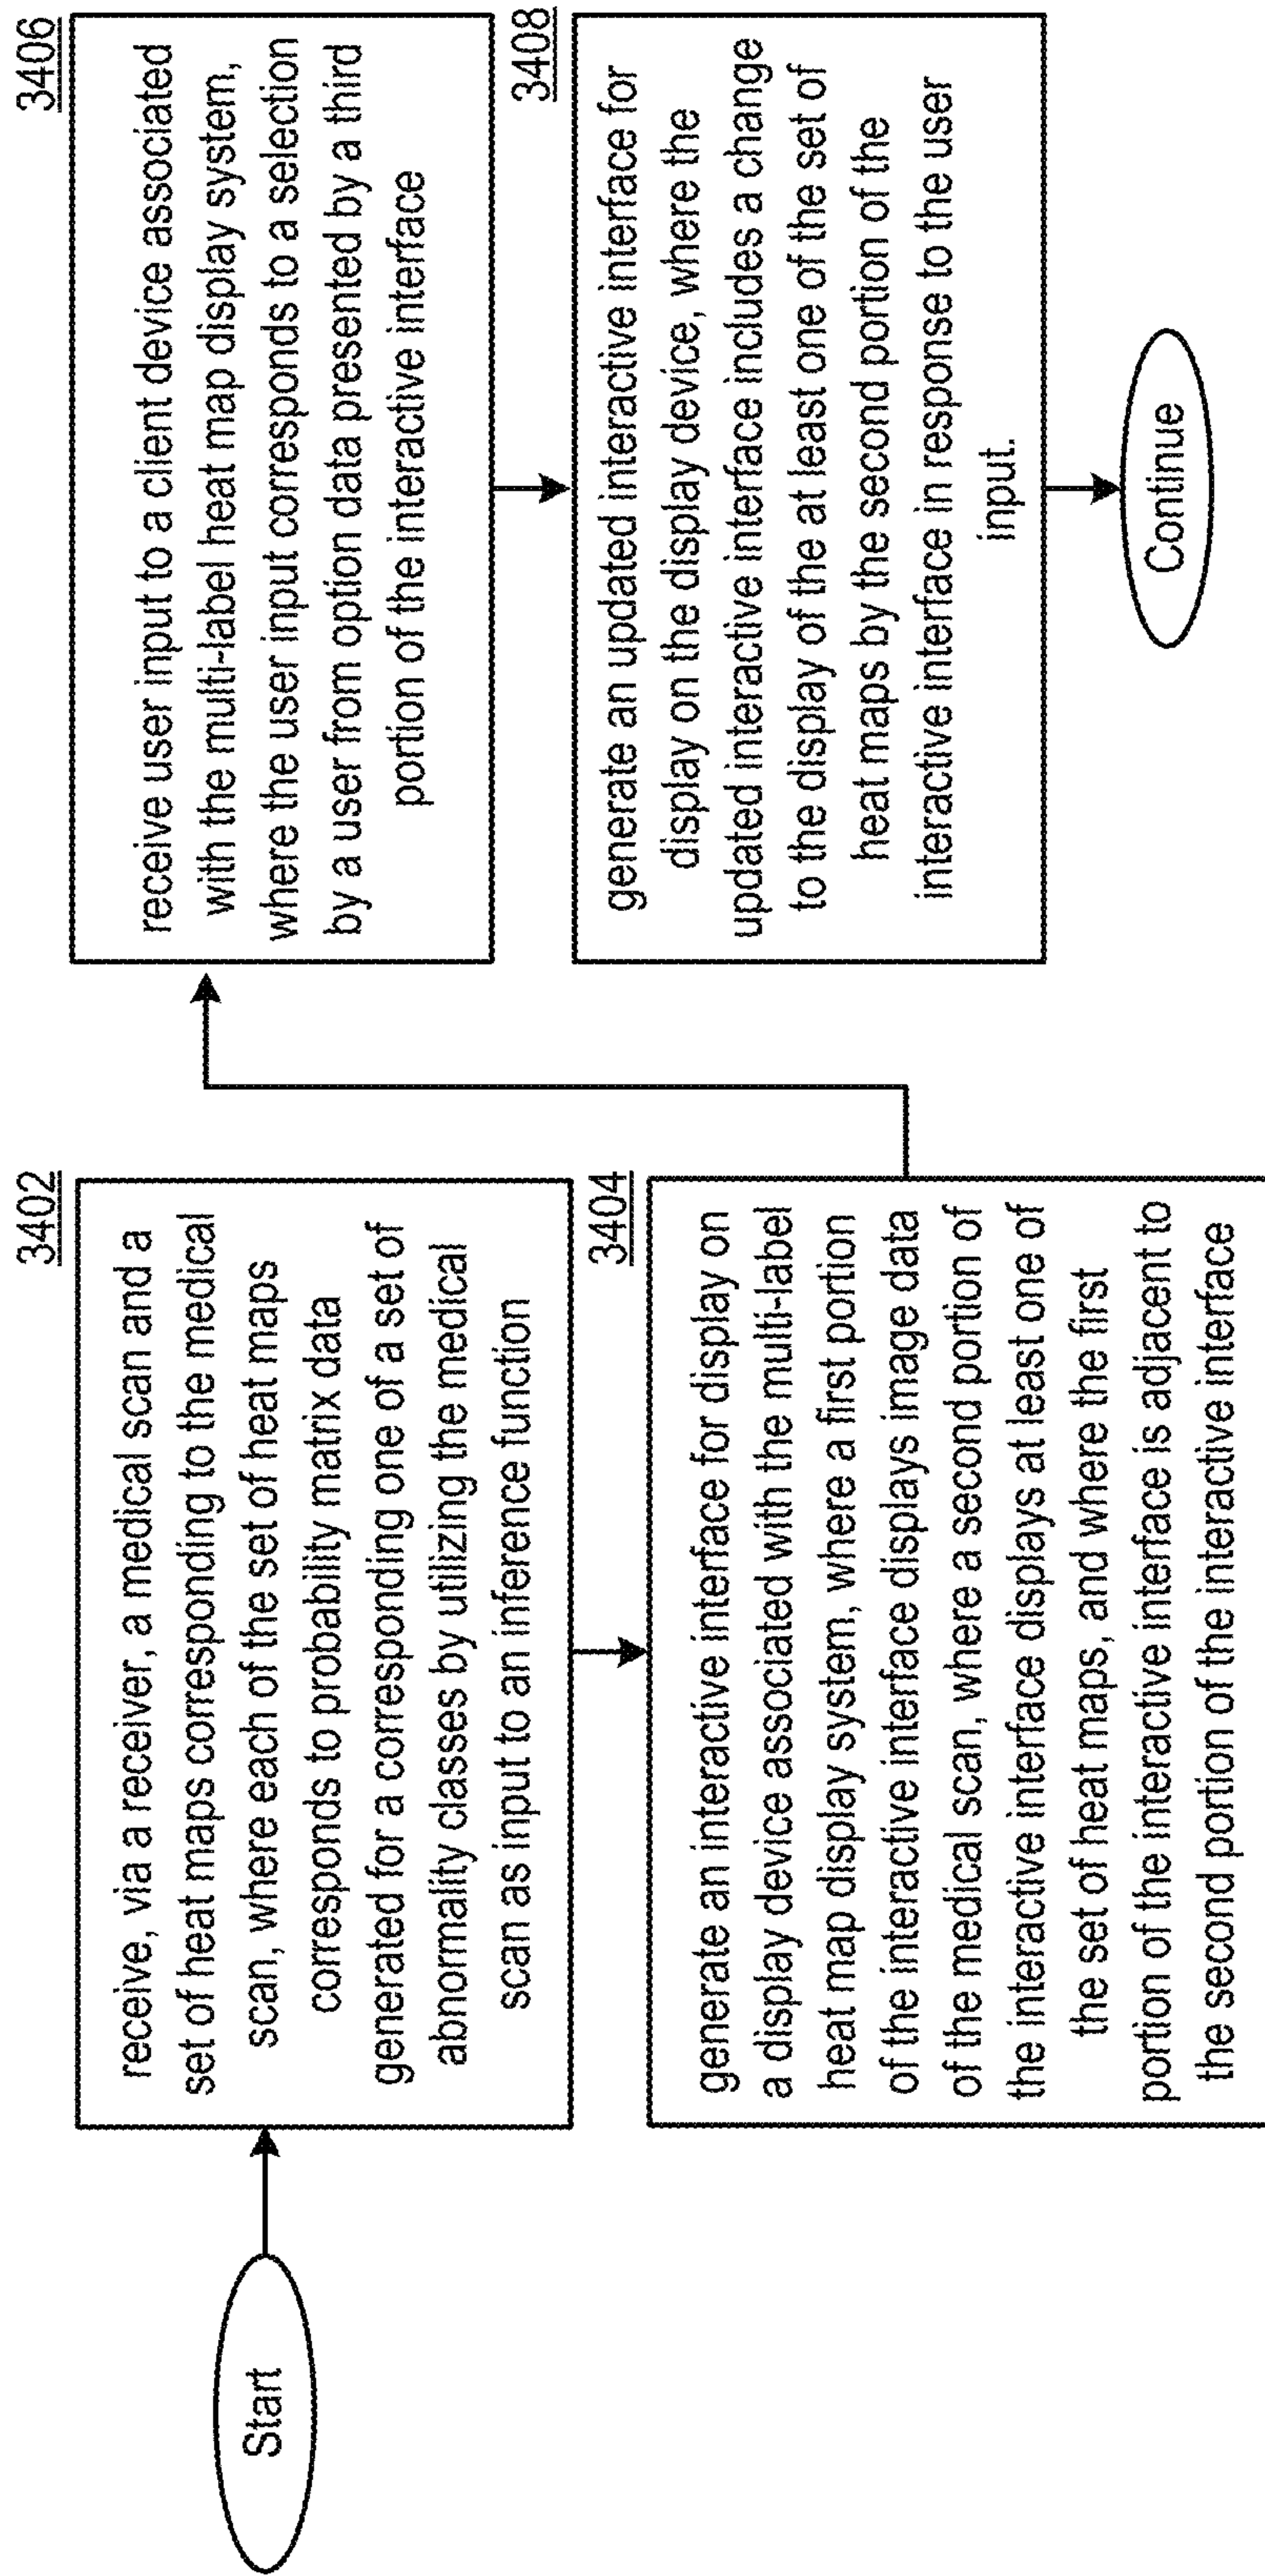 Start
3402
receive, via a receiver, a medical scan and a
set of heat maps corresponding to the medical
scan, where each of the set of heat maps
corresponds to probability matrix data
generated for a corresponding one of a set of
abnormality classes by utilizing the medical
scan as input to an inference function
3404
generate an interactive interface for display on
a display device associated with the multi-label
heat map display system, where a first portion
of the interactive interface displays image data
of the medical scan, where a second portion of
the interactive interface displays at least one of
the set of heat maps, and where the first
portion of the interactive interface is adjacent to
the second portion of the interactive interface
3406
receive user input to a client device associated
with the multi-label heat map display system,
where the user input corresponds to a selection
by a user from option data presented by a third
portion of the interactive interface
3408
generate an updated interactive interface for
display on the display device, where the
updated interactive interface includes a change
to the display of the at least one of the set of
heat maps by the second portion of the
interactive interface in response to the user
input.
Continue